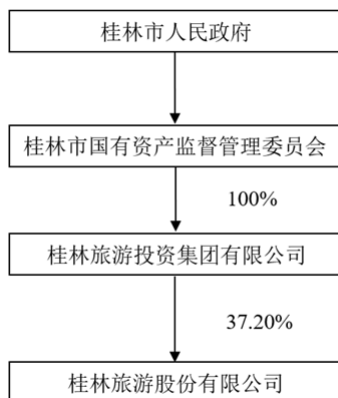 桂林市人民政府
桂林市国有资产监督管理委员会
100%
桂林旅游投资集团有限公司
37.20%
桂林旅游股份有限公司